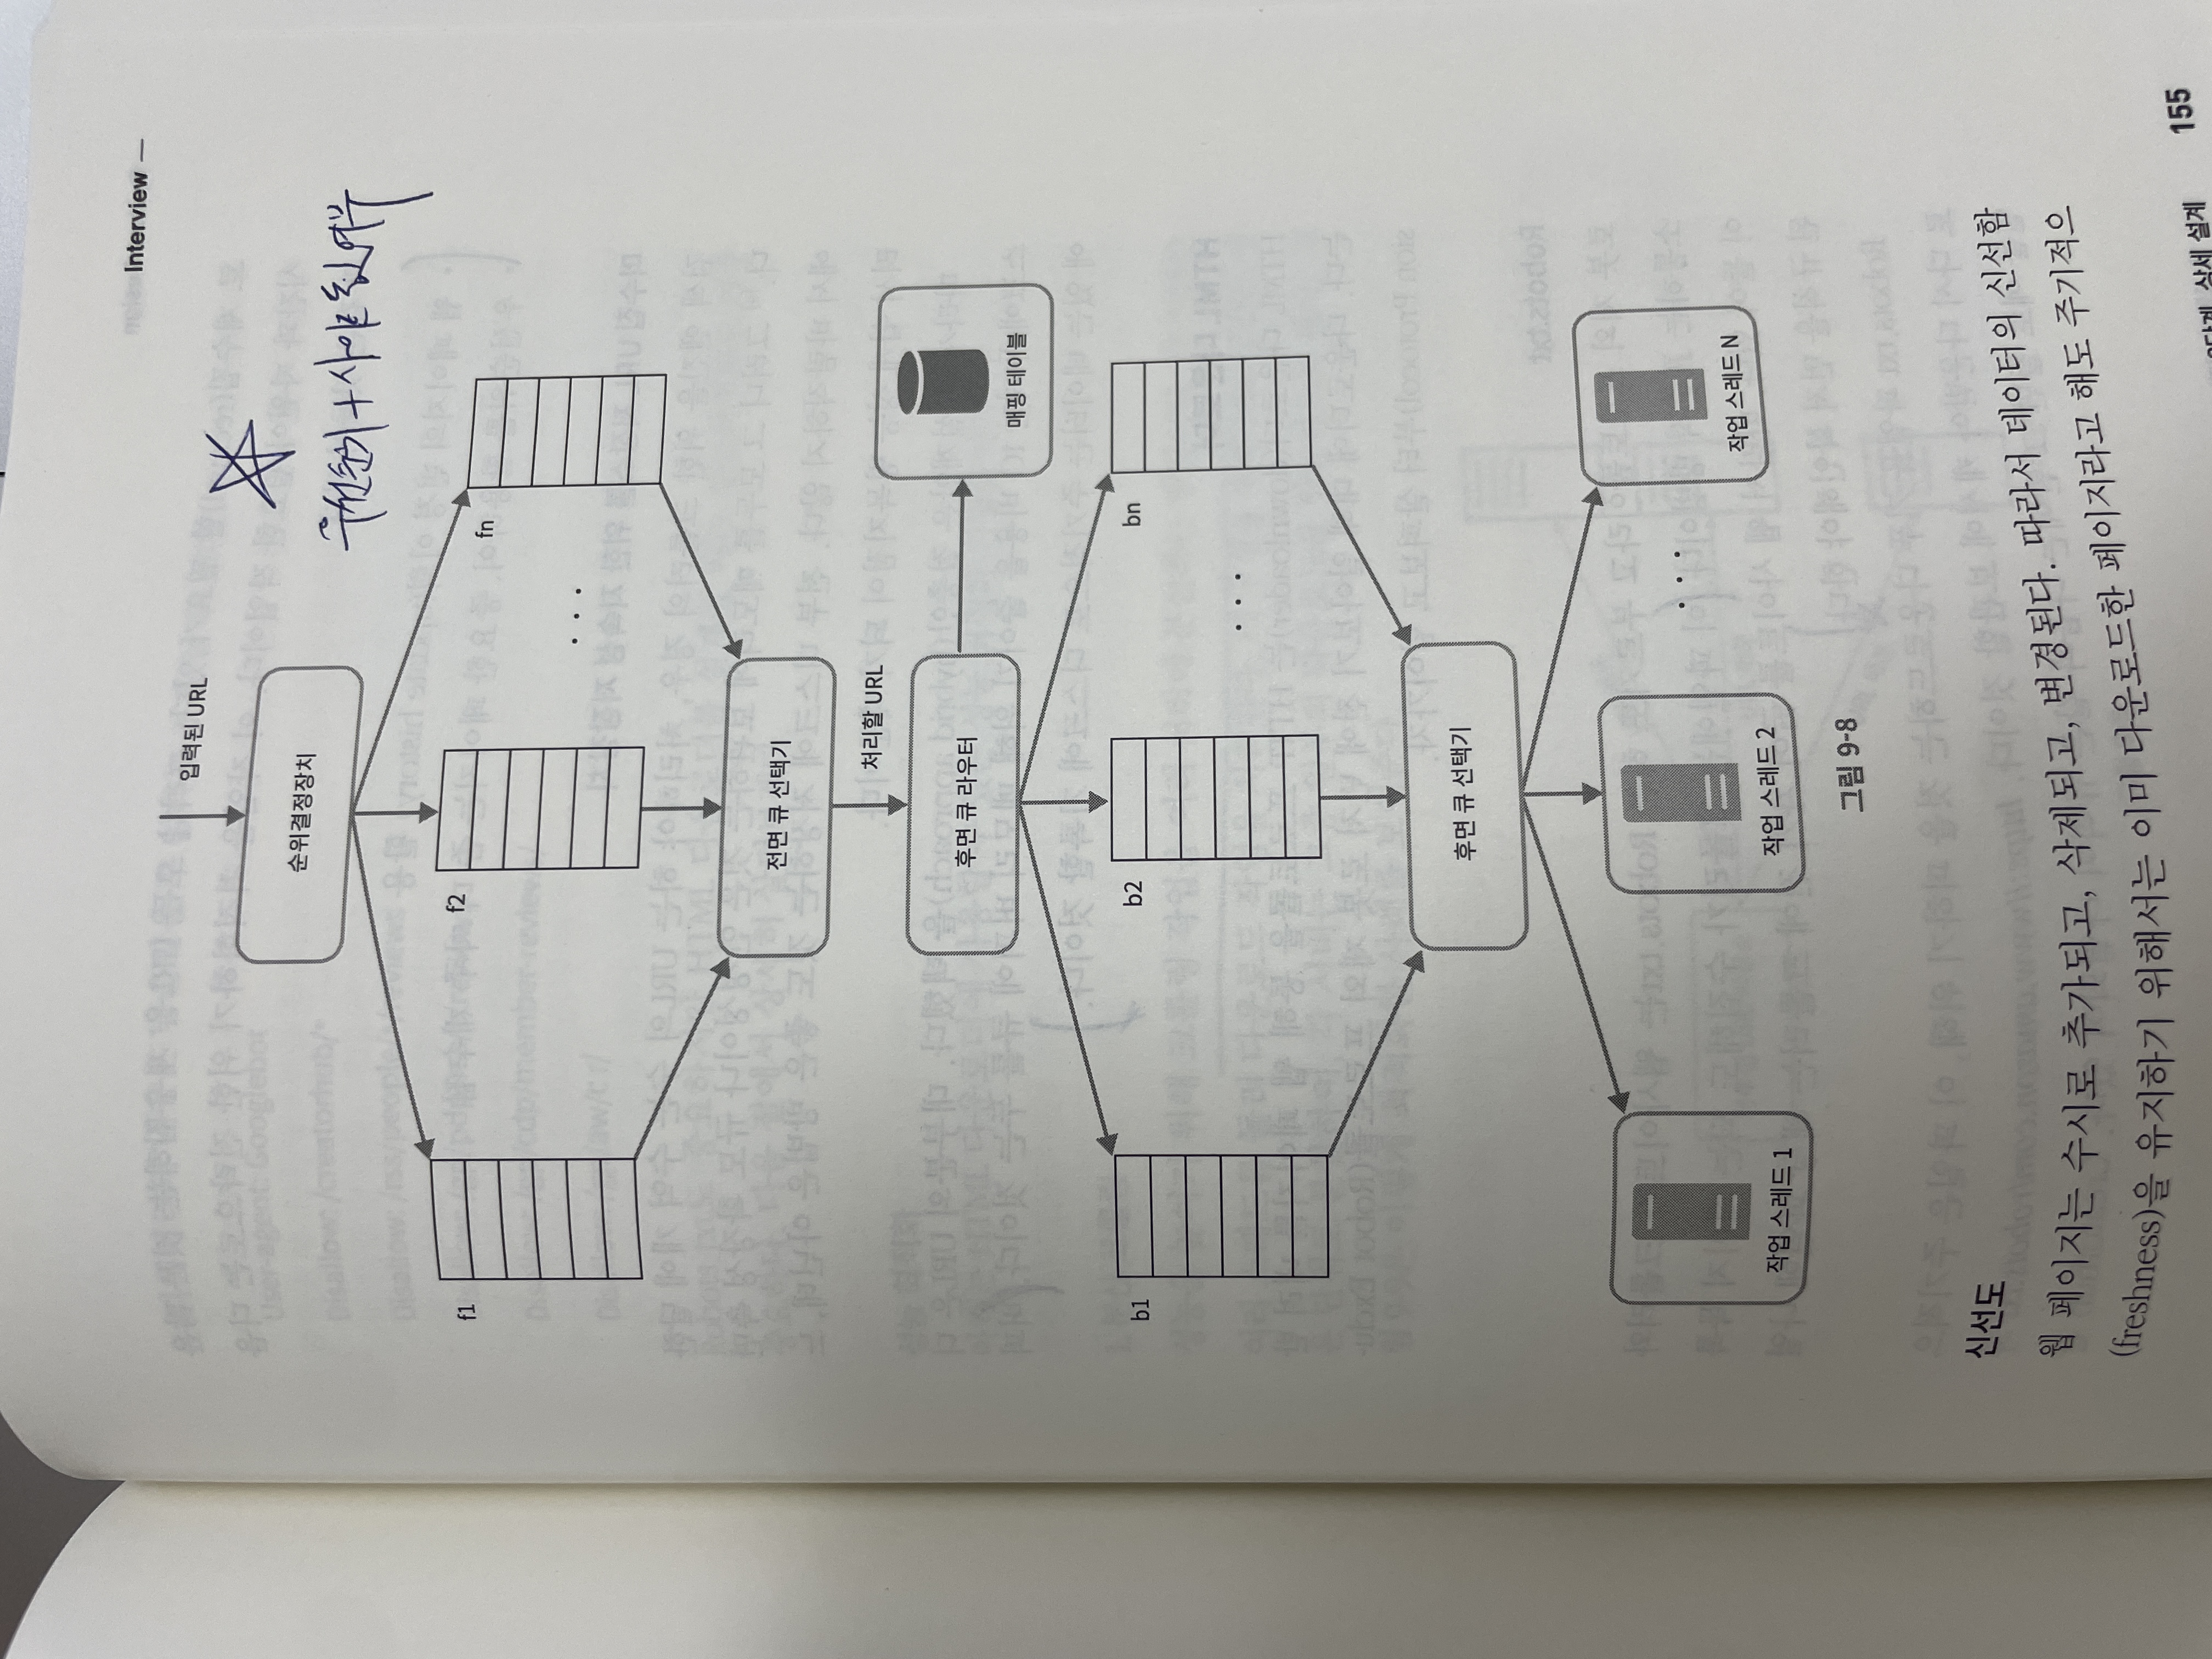 Interview —
입력된 URL
순위결정장치
우선순위 + 사이트 별 여부
f1
f2
fn
. . .
전면 큐 선택기
처리할 URL
후면 큐 라우터
매핑 테이블
b1
b2
bn
. . .
후면 큐 선택기
작업 스레드 1
작업 스레드 2
. . .
작업 스레드 N
그림 9-8
신선도
웹 페이지는 수시로 추가되고, 삭제되고, 변경된다. 따라서 데이터의 신선함
(freshness)을 유지하기 위해서는 이미 다운로드한 페이지라고 해도 주기적으
상세 설계 155